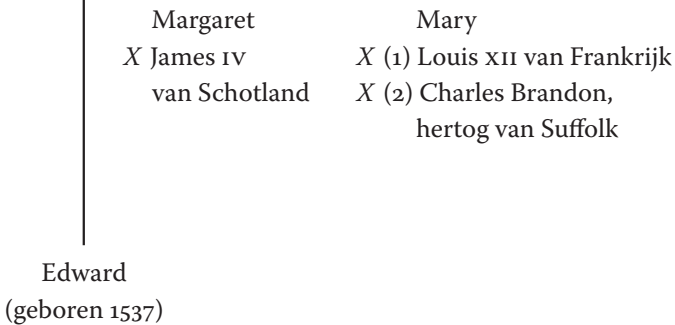 Margaret
X James IV
van Schotland
Mary
X (1) Louis XII van Frankrijk
X (2) Charles Brandon,
hertog van Suffolk
Edward
(geboren 1537)